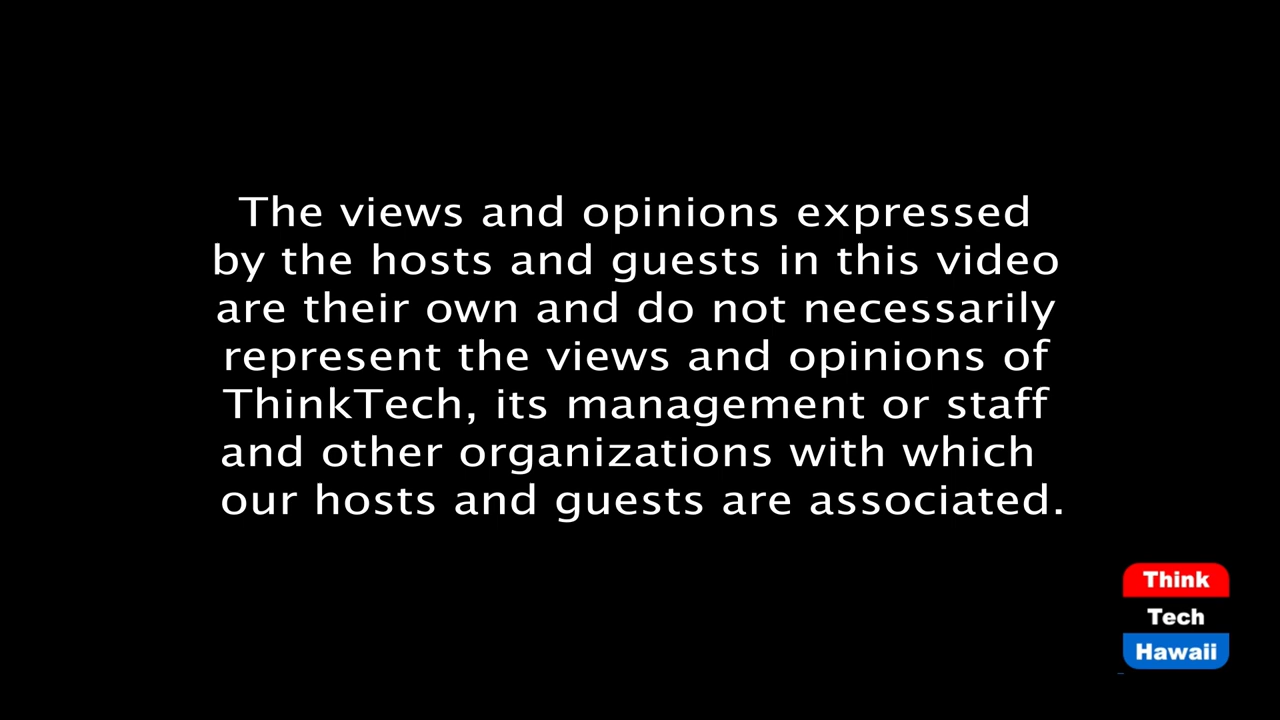 The views and opinions expressed
by the hosts and guests in this video
are their own and do not necessarily
represent the views and opinions of
ThinkTech, its management or staff
and other organizations with which
our hosts and guests are associated.
Think
Tech
Hawaii